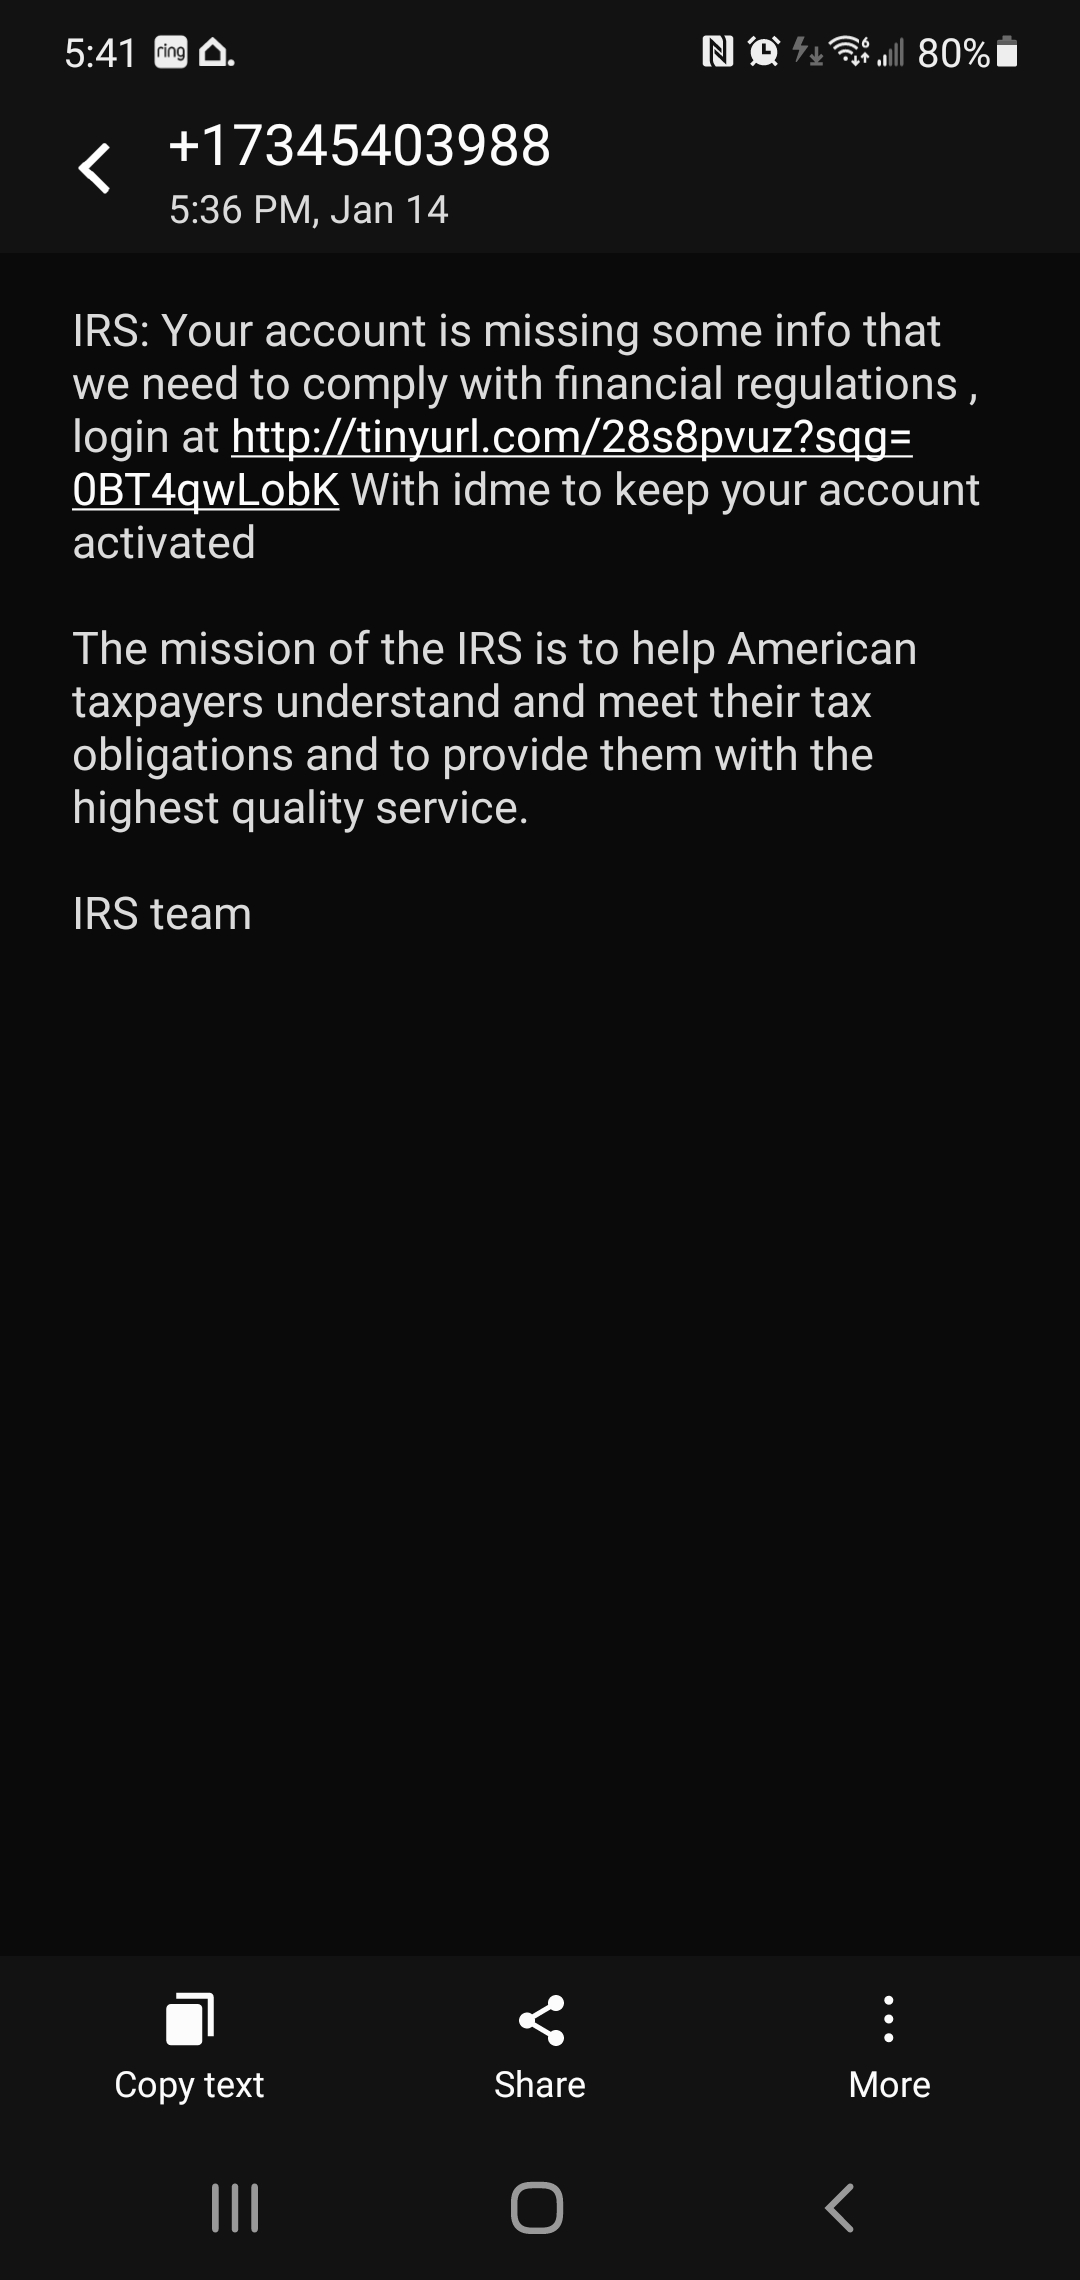 5:41 ring 80%
+17345403988
5:36 PM, Jan 14
IRS: Your account is missing some info that
we need to comply with financial regulations ,
login at http://tinyurl.com/28s8pvuz?sqg=
0BT4qwLobK With idme to keep your account
activated
The mission of the IRS is to help American
taxpayers understand and meet their tax
obligations and to provide them with the
highest quality service.
IRS team
Copy text Share More